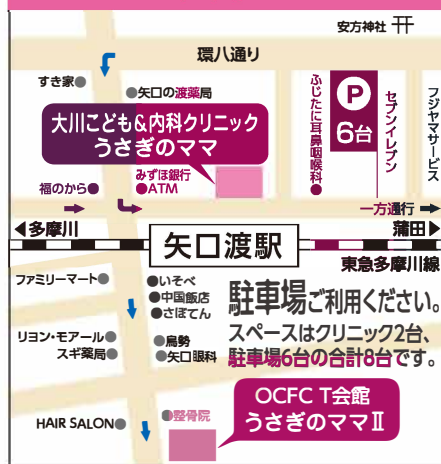 安方神社
環八通り
すき家
矢口の渡薬局
大川こども&内科クリニック
うさぎのママ
ふじたに耳鼻咽喉科
P
6台
セブンイレブン
フジヤマサービス
福のから
みずほ銀行
ATM
一方通行
多摩川
矢口渡駅
蒲田
東急多摩川線
ファミリーマート
いそべ
中国飯店
さぼてん
駐車場ご利用ください。
スペースはクリニック2台、
駐車場6台の合計8台です。
リヨン・モアール
スギ薬局
鳥勢
矢口眼科
HAIR SALON
整骨院
OCFC T会館
うさぎのママⅡ